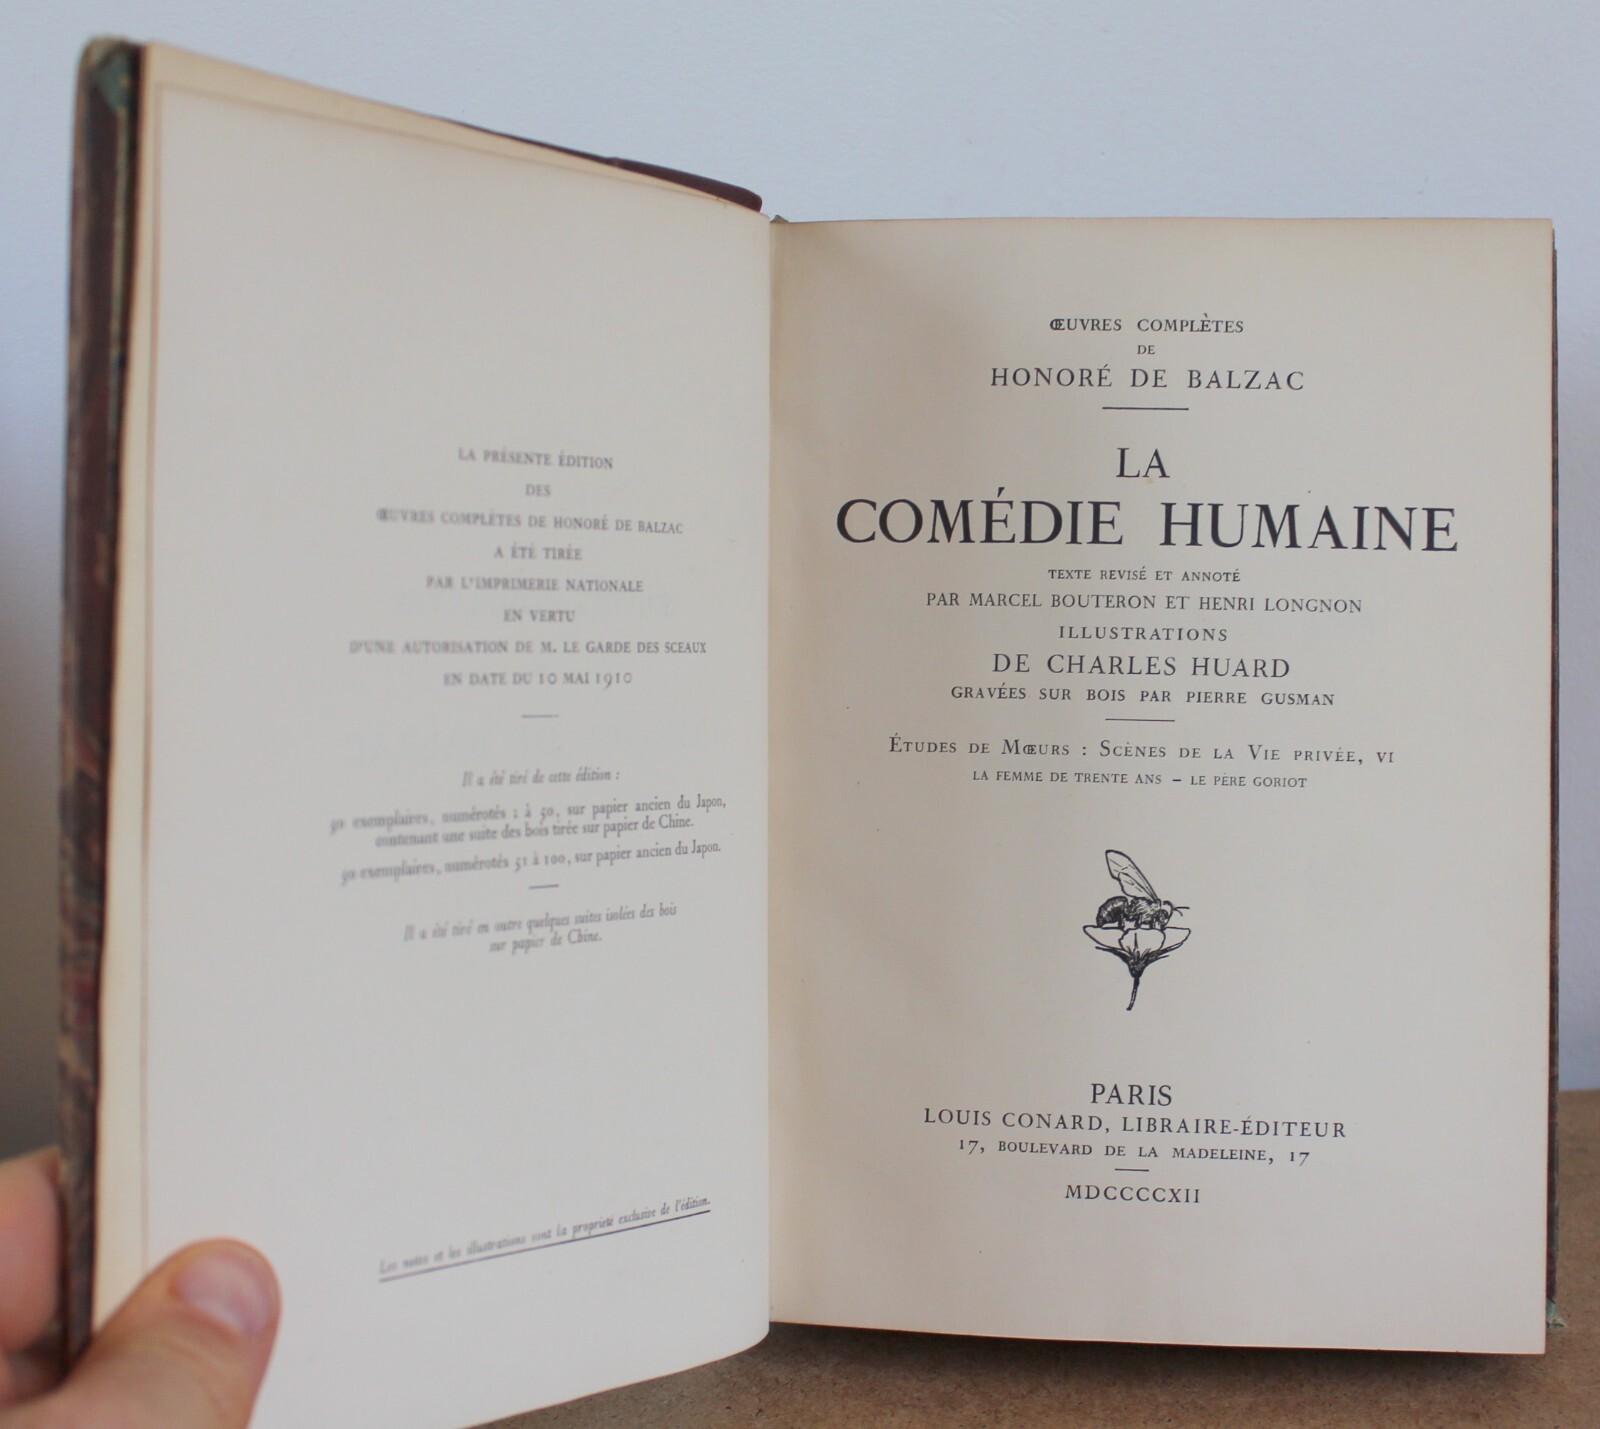 LA PRÉSENTE ÉDITION
DES
ŒUVRES COMPLÈTES DE HONORÉ DE BALZAC
A ÉTÉ TIRÉE
PAR L'IMPRIMERIE NATIONALE
EN VERTU
D'UNE AUTORISATION DE M. LE GARDE DES SCEAUX
EN DATE DU 10 MAI 1910
Il a été tiré de cette édition :
50 exemplaires, numérotés 1 à 50, sur papier ancien du Japon,
contenant une suite des bois tirée sur papier de Chine.
50 exemplaires, numérotés 51 à 100, sur papier ancien du Japon.
Il a été tiré en outre quelques suites isolées des bois
sur papier de Chine.
Les notes et les illustrations sont la propriété exclusive de l'édition.
ŒUVRES COMPLÈTES
DE
HONORÉ DE BALZAC
LA
COMÉDIE HUMAINE
TEXTE REVISÉ ET ANNOTÉ
PAR MARCEL BOUTERON ET HENRI LONGNON
ILLUSTRATIONS
DE CHARLES HUARD
GRAVÉES SUR BOIS PAR PIERRE GUSMAN
ÉTUDES DE MŒURS : SCÈNES DE LA VIE PRIVÉE, VI
LA FEMME DE TRENTE ANS – LE PÈRE GORIOT
PARIS
LOUIS CONARD, LIBRAIRE-ÉDITEUR
17, BOULEVARD DE LA MADELEINE, 17
MDCCCCXII